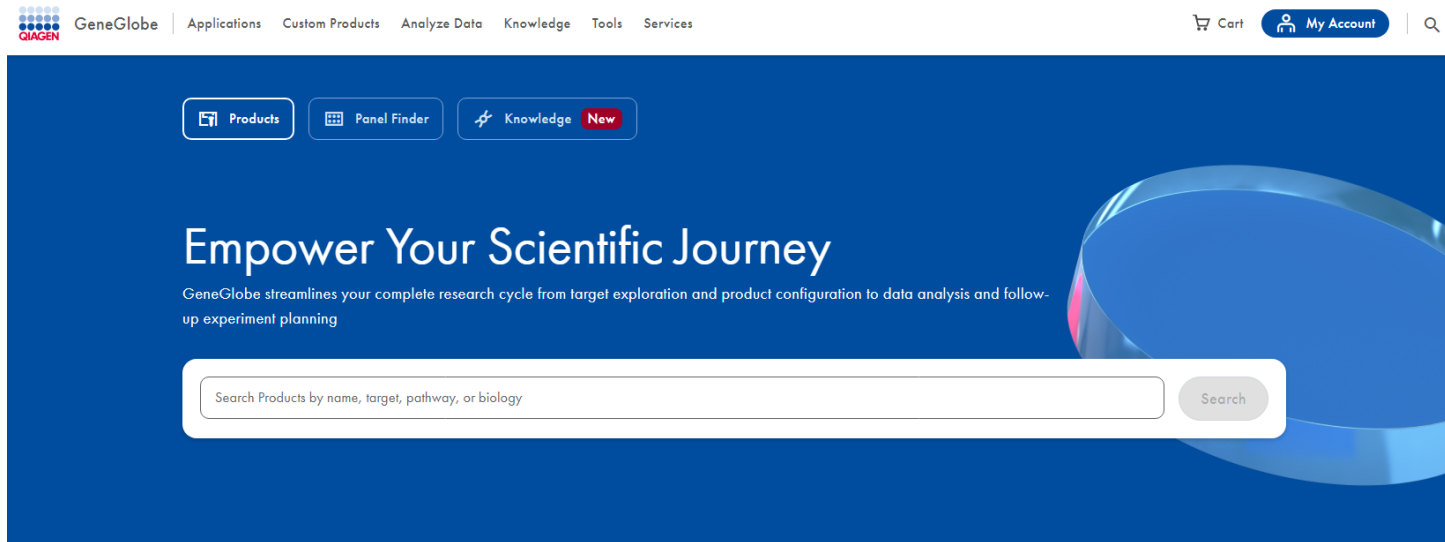 QIAGEN
GeneGlobe Applications Custom Products Analyze Data Knowledge Tools Services Cart My Account
Products Panel Finder Knowledge New
Empower Your Scientific Journey
GeneGlobe streamlines your complete research cycle from target exploration and product configuration to data analysis and follow-
up experiment planning
Search Products by name, target, pathway, or biology Search